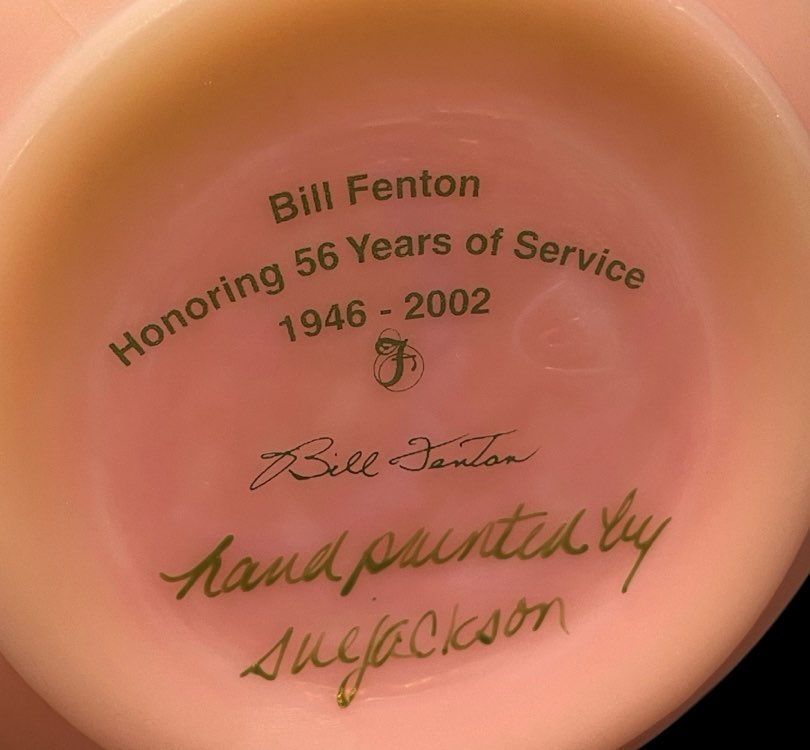 Bill Fenton
Honoring 56 Years of Service
1946 - 2002
F
Bill Fenton
hand painted by
sue jackson